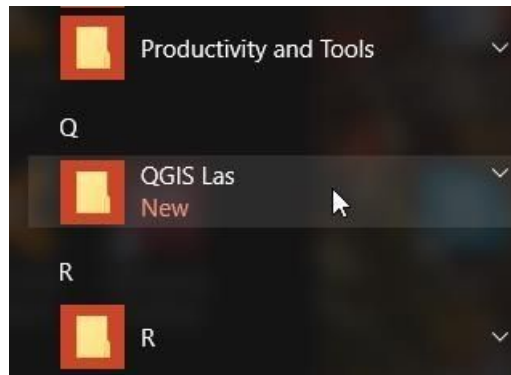 Productivity and Tools
Q
QGIS Las
New
R
R